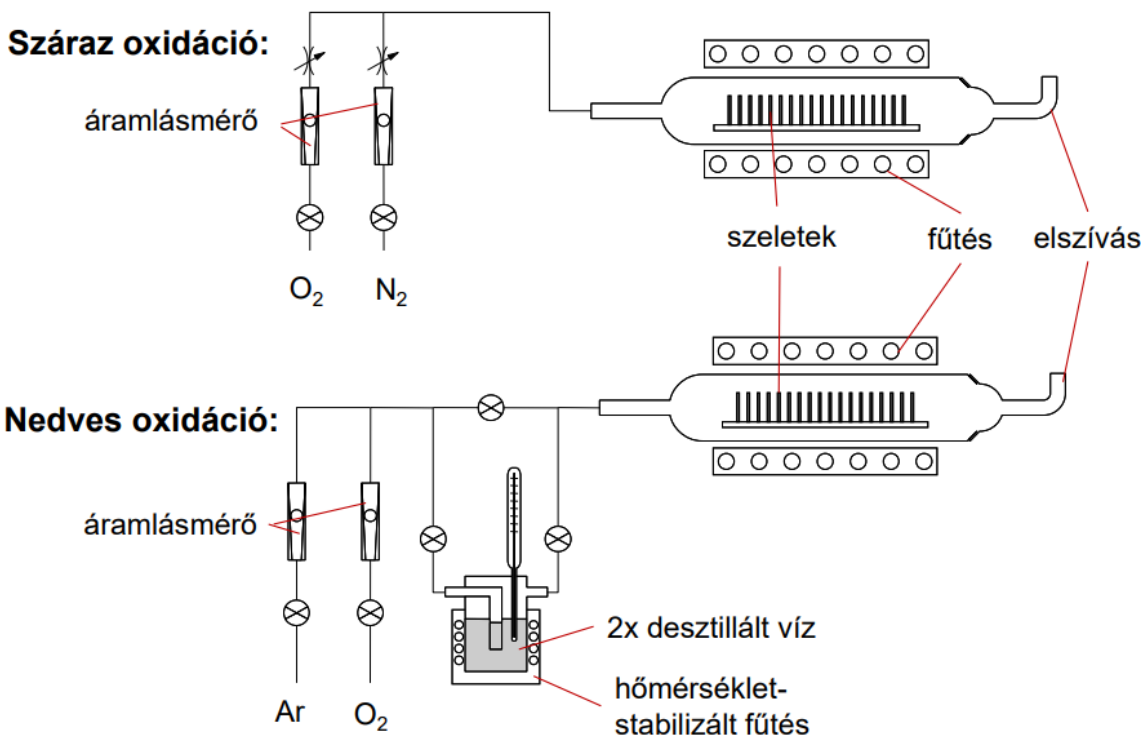 Száraz oxidáció:
áramlásmérő
O2
N2
szeletek
fűtés
elszívás
Nedves oxidáció:
áramlásmérő
2x desztillált víz
hőmérséklet-
stabilizált fűtés
Ar
O2